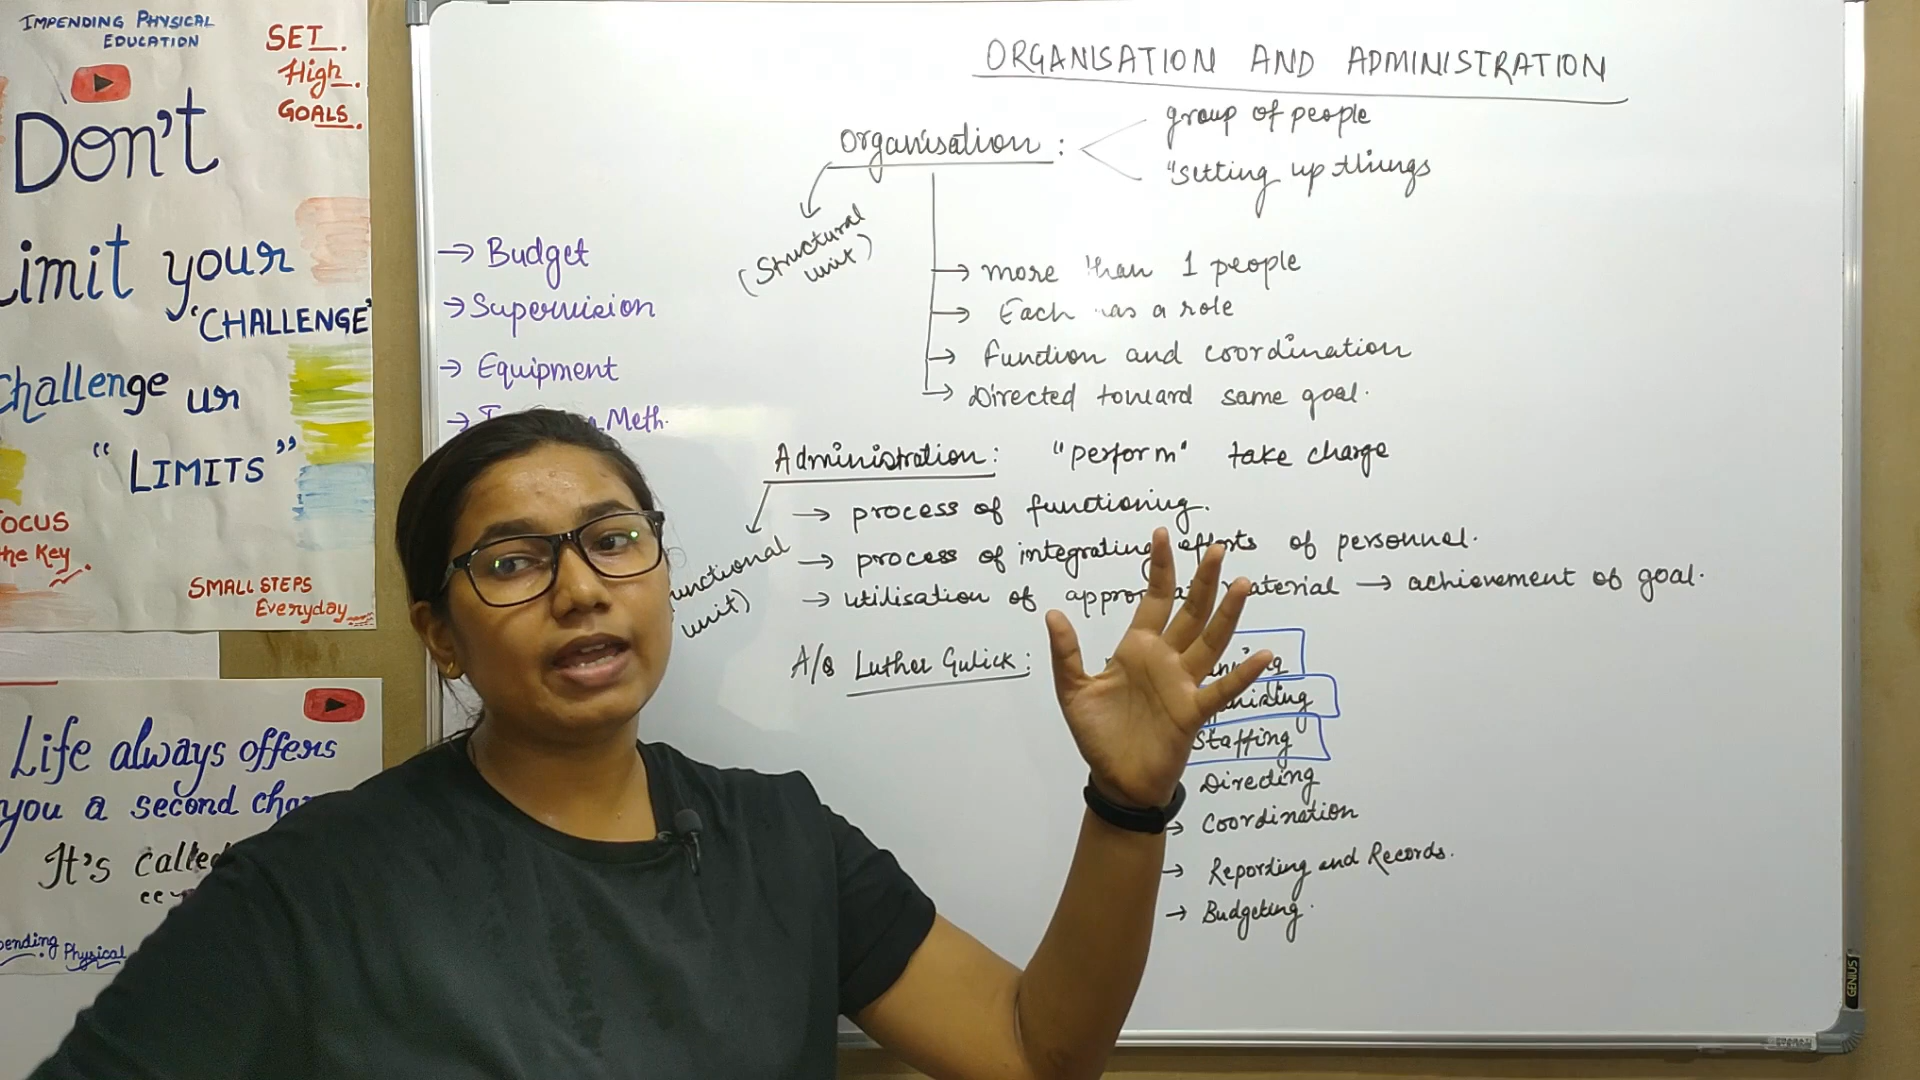 IMPENDING PHYSICAL
EDUCATION
SET.
High.
GOALS.
Don't
Limit your
'CHALLENGE'
Challenge ur
"LIMITS"
FOCUS
the Key.
SMALL STEPS
Everyday
Life always offers
you a second
It's called
Physical
→ Budget
→ Supervision
→ Equipment
→ Meth.
ORGANISATION AND ADMINISTRATION
Organisation :
group of people
"setting up things
(Structural
unit)
→ more than 1 people
→ Each has a role
→ function and coordination
→ Directed toward same goal.
Administration: "perform" take charge
→ process of functioning.
→ process of integrating efforts of personnel.
→ utilisation of material → achievement of goal.
functional
unit)
A/Q Luther Gulick:
Staffing
Directing
→ Coordination
→ Reporting and Records.
→ Budgeting.
GENIUS